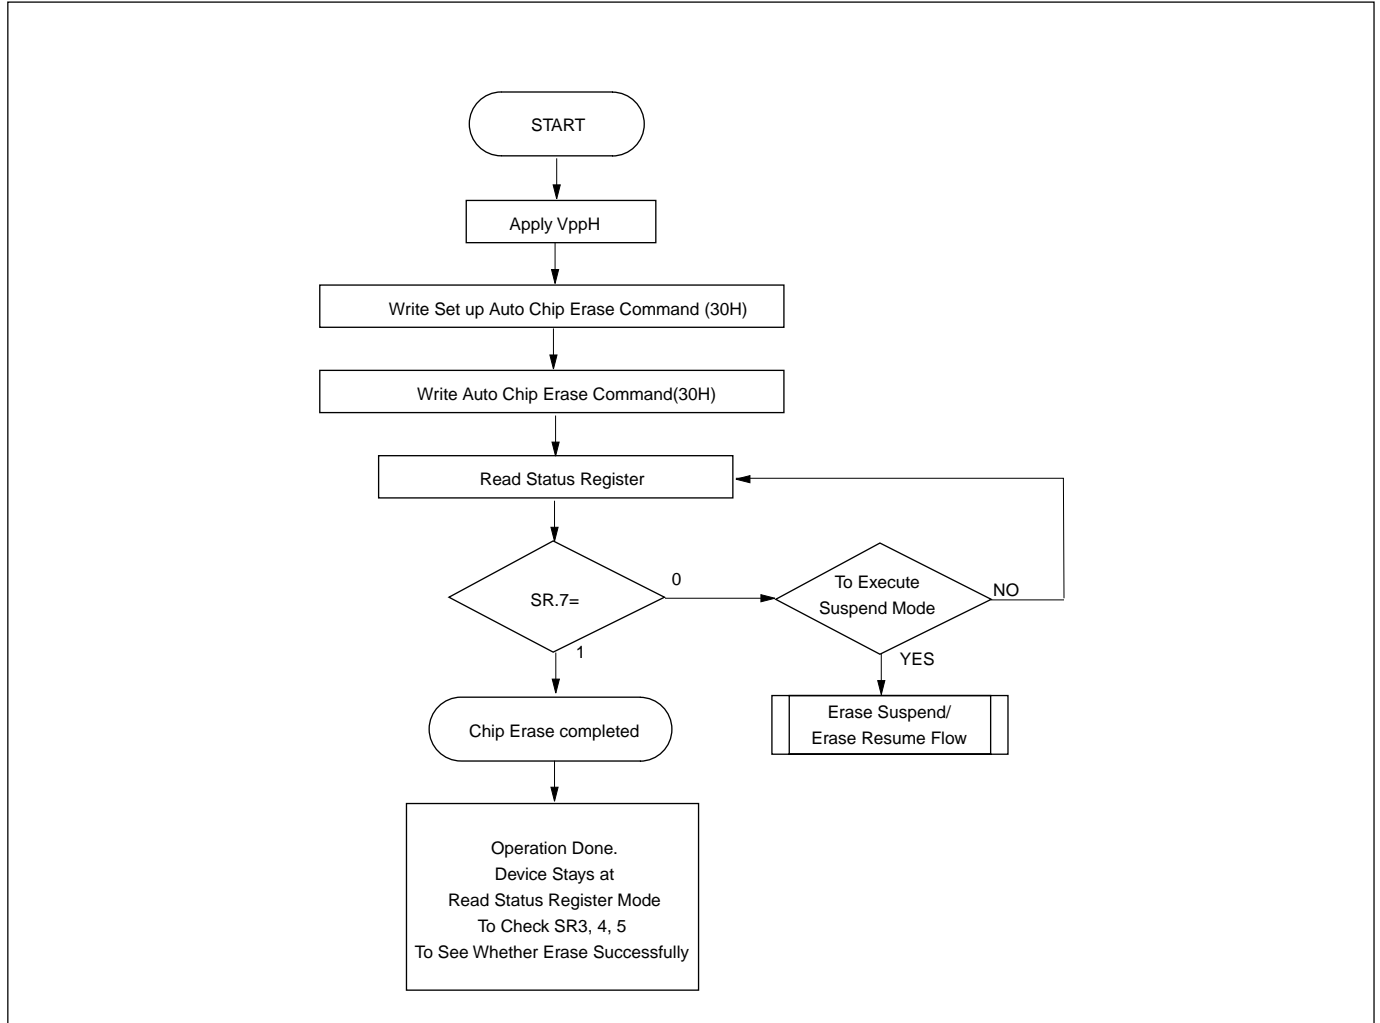 START
Apply VppH
Write Set up Auto Chip Erase Command (30H)
Write Auto Chip Erase Command(30H)
Read Status Register
SR.7=
0
To Execute
Suspend Mode
NO
1
YES
Chip Erase completed
Erase Suspend/
Erase Resume Flow
Operation Done.
Device Stays at
Read Status Register Mode
To Check SR3, 4, 5
To See Whether Erase Successfully